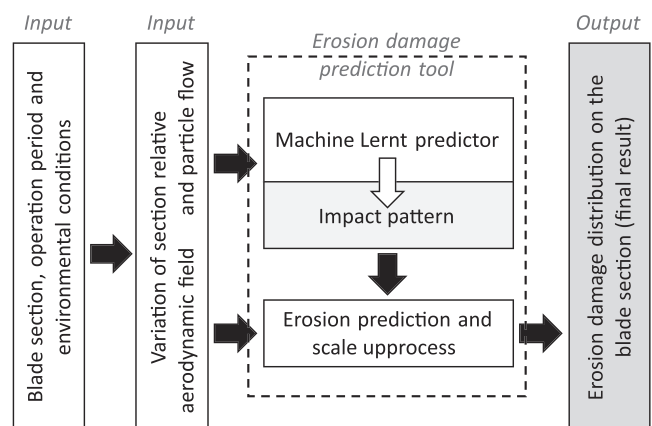 Input
Blade section, operation period and
environmental conditions
Input
Variation of section relative
aerodynamic field and particle flow
Erosion damage
prediction tool
Machine Lernt predictor
Impact pattern
Erosion prediction and
scale upprocess
Output
Erosion damage distribution on the
blade section (final result)